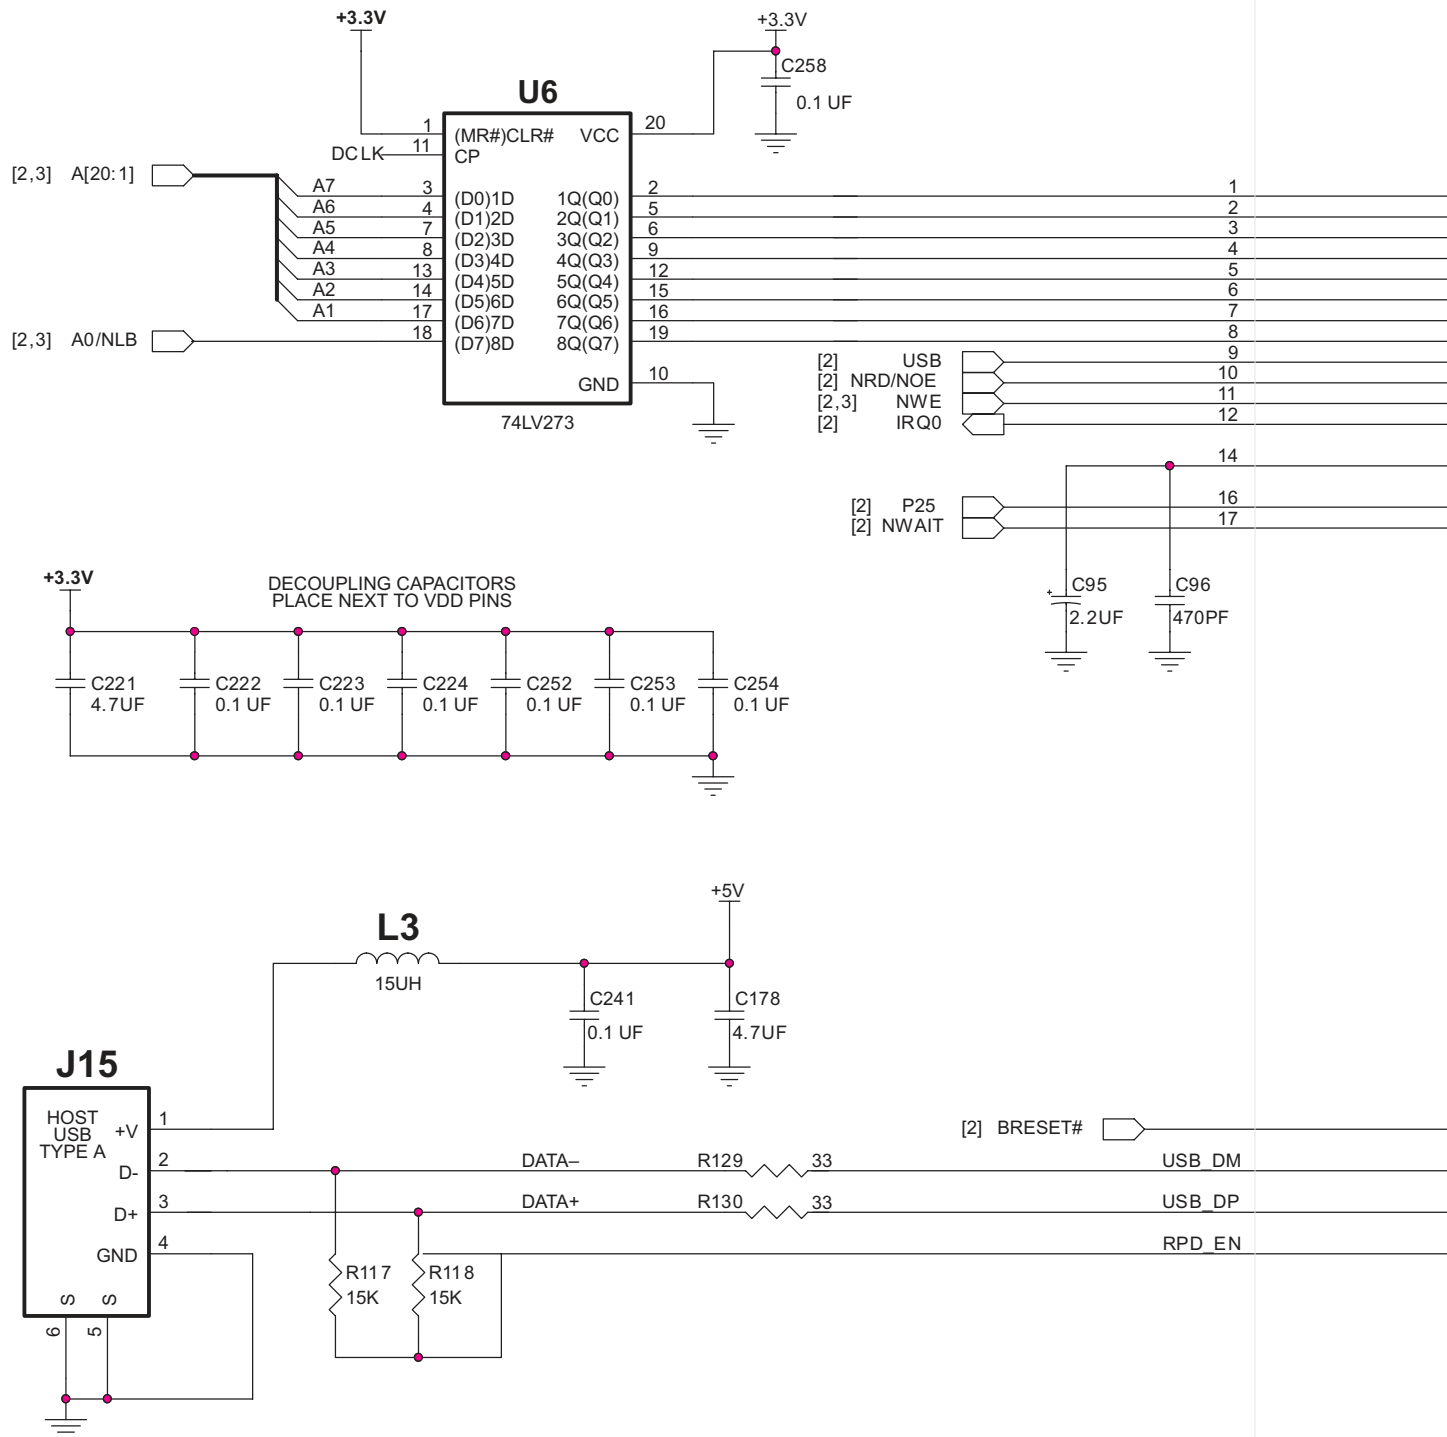 +3.3V
+3.3V
C258
0.1 UF
U6
1 (MR#)CLR# VCC 20
DCLK 11 CP
[2,3] A[20:1]
A7 3 (D0)1D 1Q(Q0) 2 1
A6 4 (D1)2D 2Q(Q1) 5 2
A5 7 (D2)3D 3Q(Q2) 6 3
A4 8 (D3)4D 4Q(Q3) 9 4
A3 13 (D4)5D 5Q(Q4) 12 5
A2 14 (D5)6D 6Q(Q5) 15 6
A1 17 (D6)7D 7Q(Q6) 16 7
[2,3] A0/NLB 18 (D7)8D 8Q(Q7) 19 8
GND 10
74LV273
[2] USB 9
[2] NRD/NOE 10
[2,3] NWE 11
[2] IRQ0 12
14
[2] P25 16
[2] NWAIT 17
+
C95
2.2UF
C96
470PF
+3.3V
DECOUPLING CAPACITORS
PLACE NEXT TO VDD PINS
C221 C222 C223 C224 C252 C253 C254
4.7UF 0.1 UF 0.1 UF 0.1 UF 0.1 UF 0.1 UF 0.1 UF
+5V
L3
15UH
C241
0.1 UF
C178
4.7UF
J15
HOST
USB
TYPE A
+V 1
D- 2
D+ 3
GND 4
S S
6 5
[2] BRESET#
DATA– R129 33 USB_DM
DATA+ R130 33 USB_DP
RPD_EN
R117
15K
R118
15K